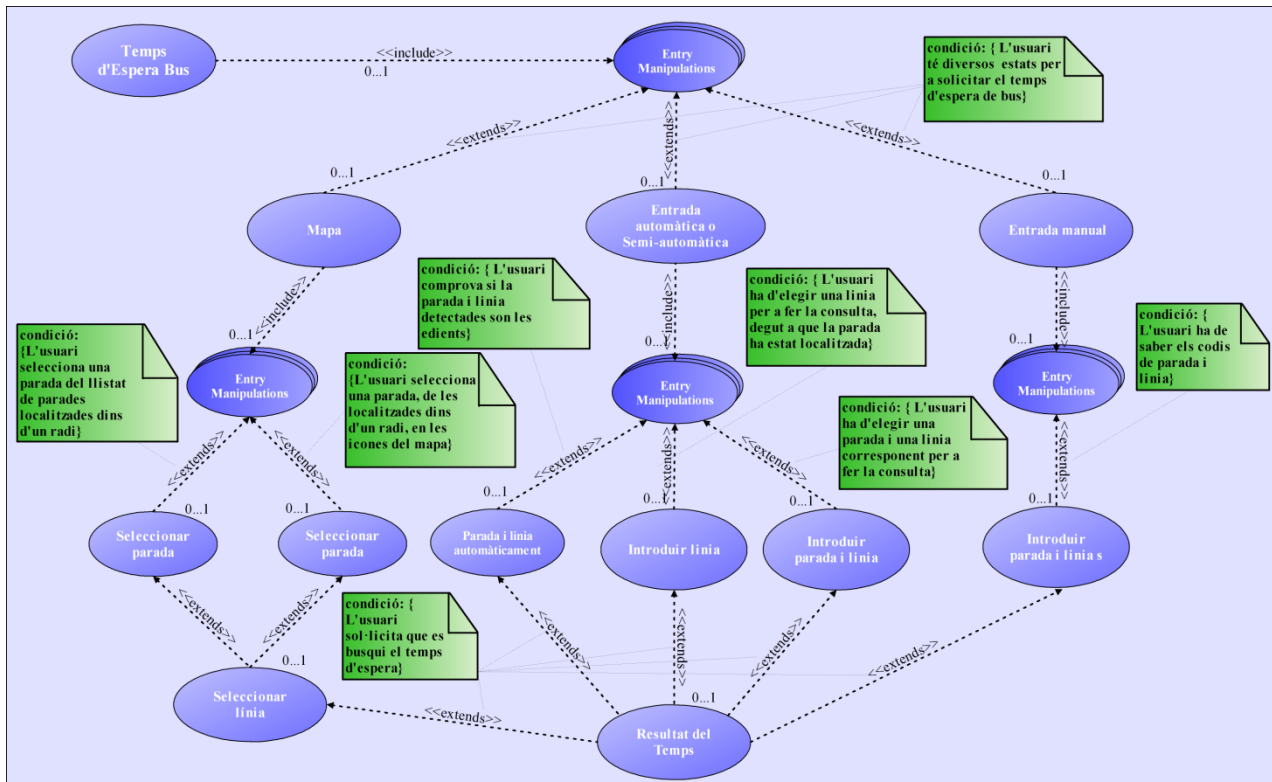 Temps
d'Espera Bus
<<include>>
0...1
Entry
Manipulations
condició: { L'usuari
té diversos estats per
a solicitar el temps
d'espera de bus}
<<extends>>
<<extends>>
<<extends>>
0...1
0...1
0...1
Mapa
Entrada
automàtica o
Semi-automàtica
Entrada manual
condició: { L'usuari
comprova si la
parada i linia
detectades son les
edients}
condició: { L'usuari
ha d'elegir una linia
per a fer la consulta,
degut a que la parada
ha estat localitzada}
condició: {
L'usuari ha de
saber els codis
de parada i
linia}
<<include>>
<<include>>
<<include>>
0...1
0...1
0...1
condició:
{L'usuari
selecciona una
parada del llistat
de parades
localitzades dins
d'un radi}
Entry
Manipulations
condició:
{L'usuari selecciona
una parada, de les
localitzades dins
d'un radi, en les
icones del mapa}
Entry
Manipulations
condició: { L'usuari
ha d'elegir una
parada i una linia
corresponent per a
fer la consulta}
Entry
Manipulations
<<extends>>
<<extends>>
<<extends>>
<<extends>>
<<extends>>
<<extends>>
0...1
0...1
0...1
0...1
0...1
0...1
Seleccionar
parada
Seleccionar
parada
Parada i linia
automàticament
Introduir linia
Introduir
parada i linia
Introduir
parada i linia s
<<extends>>
<<extends>>
condició: {
L'usuari
sol·licita que es
busqui el temps
d'espera}
<<extends>>
<<extends>>
<<extends>>
<<extends>>
0...1
0...1
Seleccionar
línia
<<extends>>
Resultat del
Temps